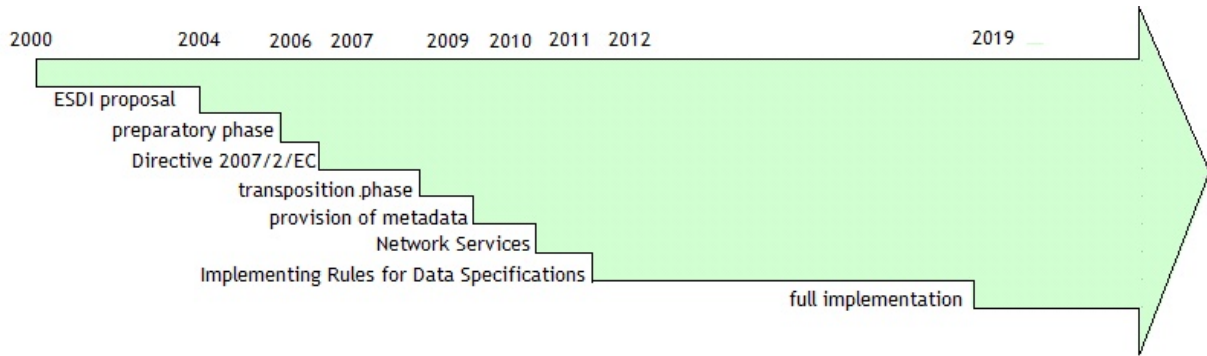 2000 2004 2006 2007 2009 2010 2011 2012 2019
ESDI proposal
preparatory phase
Directive 2007/2/EC
transposition phase
provision of metadata
Network Services
Implementing Rules for Data Specifications
full implementation